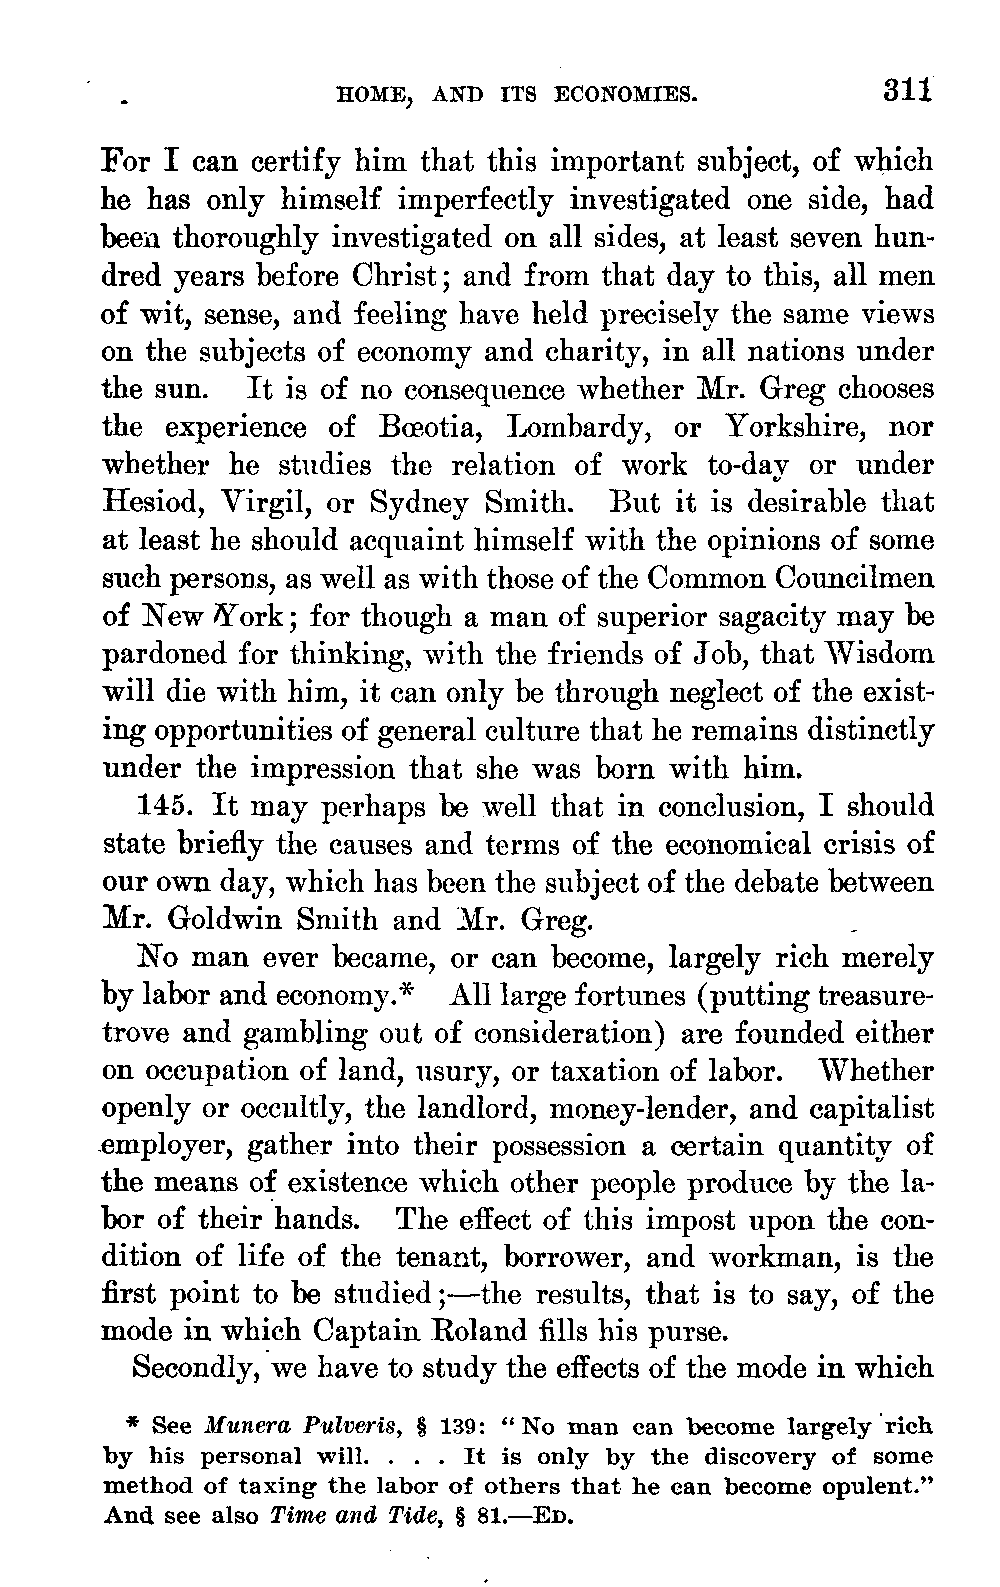 HOME, AND ITS ECONOMIES. 311
For I can certify him that this important subject, of which
he has only himself imperfectly investigated one side, had
been thoroughly investigated on all sides, at least seven hun-
dred years before Christ; and from that day to this, all men
of wit, sense, and feeling have held precisely the same views
on the subjects of economy and charity, in all nations under
the sun. It is of no consequence whether Mr. Greg chooses
the experience of Bœotia, Lombardy, or Yorkshire, nor
whether he studies the relation of work to-day or under
Hesiod, Virgil, or Sydney Smith. But it is desirable that
at least he should acquaint himself with the opinions of some
such persons, as well as with those of the Common Councilmen
of New York; for though a man of superior sagacity may be
pardoned for thinking, with the friends of Job, that Wisdom
will die with him, it can only be through neglect of the exist-
ing opportunities of general culture that he remains distinctly
under the impression that she was born with him.
145. It may perhaps be well that in conclusion, I should
state briefly the causes and terms of the economical crisis of
our own day, which has been the subject of the debate between
Mr. Goldwin Smith and Mr. Greg.
No man ever became, or can become, largely rich merely
by labor and economy.* All large fortunes (putting treasure-
trove and gambling out of consideration) are founded either
on occupation of land, usury, or taxation of labor. Whether
openly or occultly, the landlord, money-lender, and capitalist
employer, gather into their possession a certain quantity of
the means of existence which other people produce by the la-
bor of their hands. The effect of this impost upon the con-
dition of life of the tenant, borrower, and workman, is the
first point to be studied;—the results, that is to say, of the
mode in which Captain Roland fills his purse.
Secondly, we have to study the effects of the mode in which
* See Munera Pulveris, § 139: “No man can become largely rich
by his personal will. . . . It is only by the discovery of some
method of taxing the labor of others that he can become opulent.”
And see also Time and Tide, § 81.—ED.